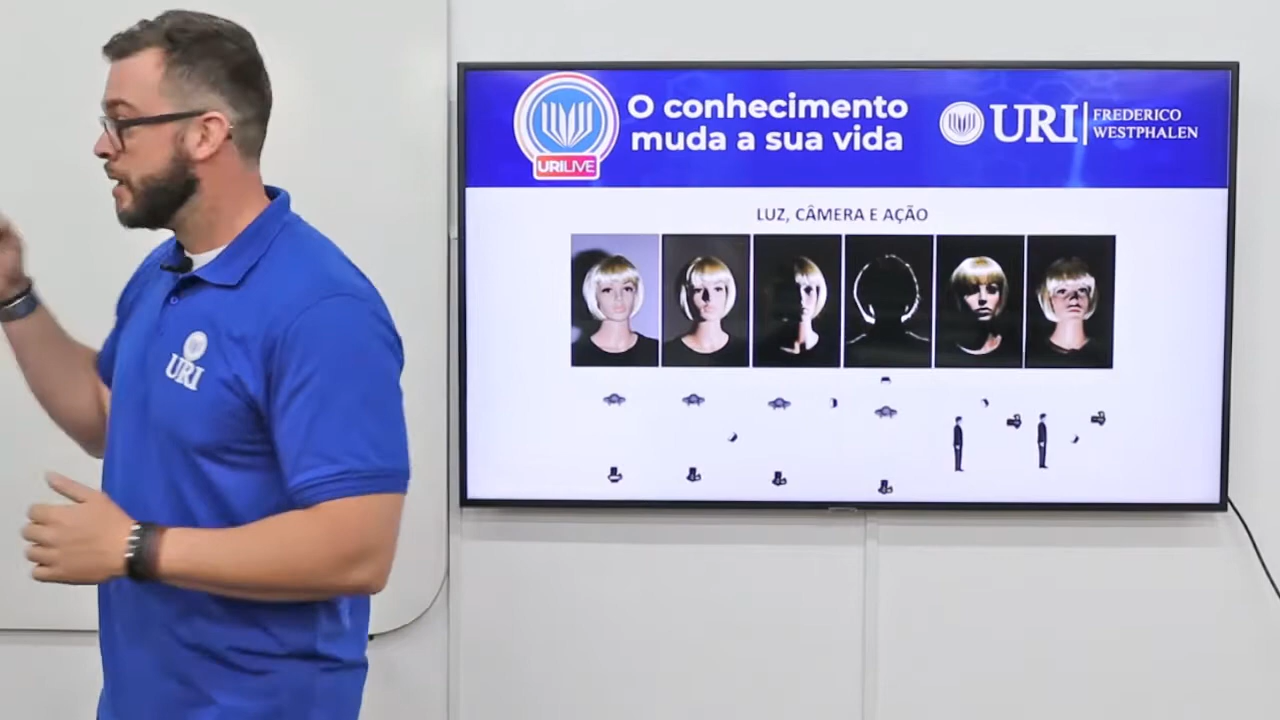 O conhecimento
muda a sua vida
URILIVE
URI
FREDERICO
WESTPHALEN
LUZ, CÂMERA E AÇÃO
URI